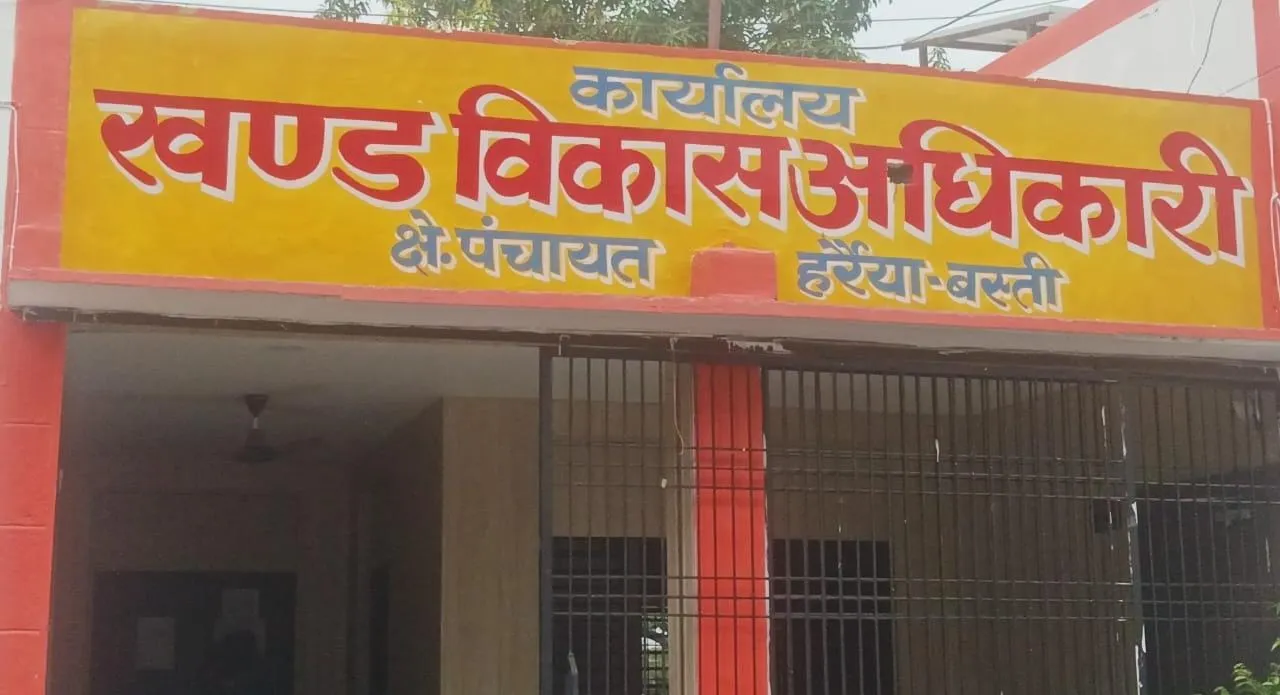 कार्यालय
खण्ड विकास अधिकारी
क्षे. पंचायत हर्रैया-बस्ती